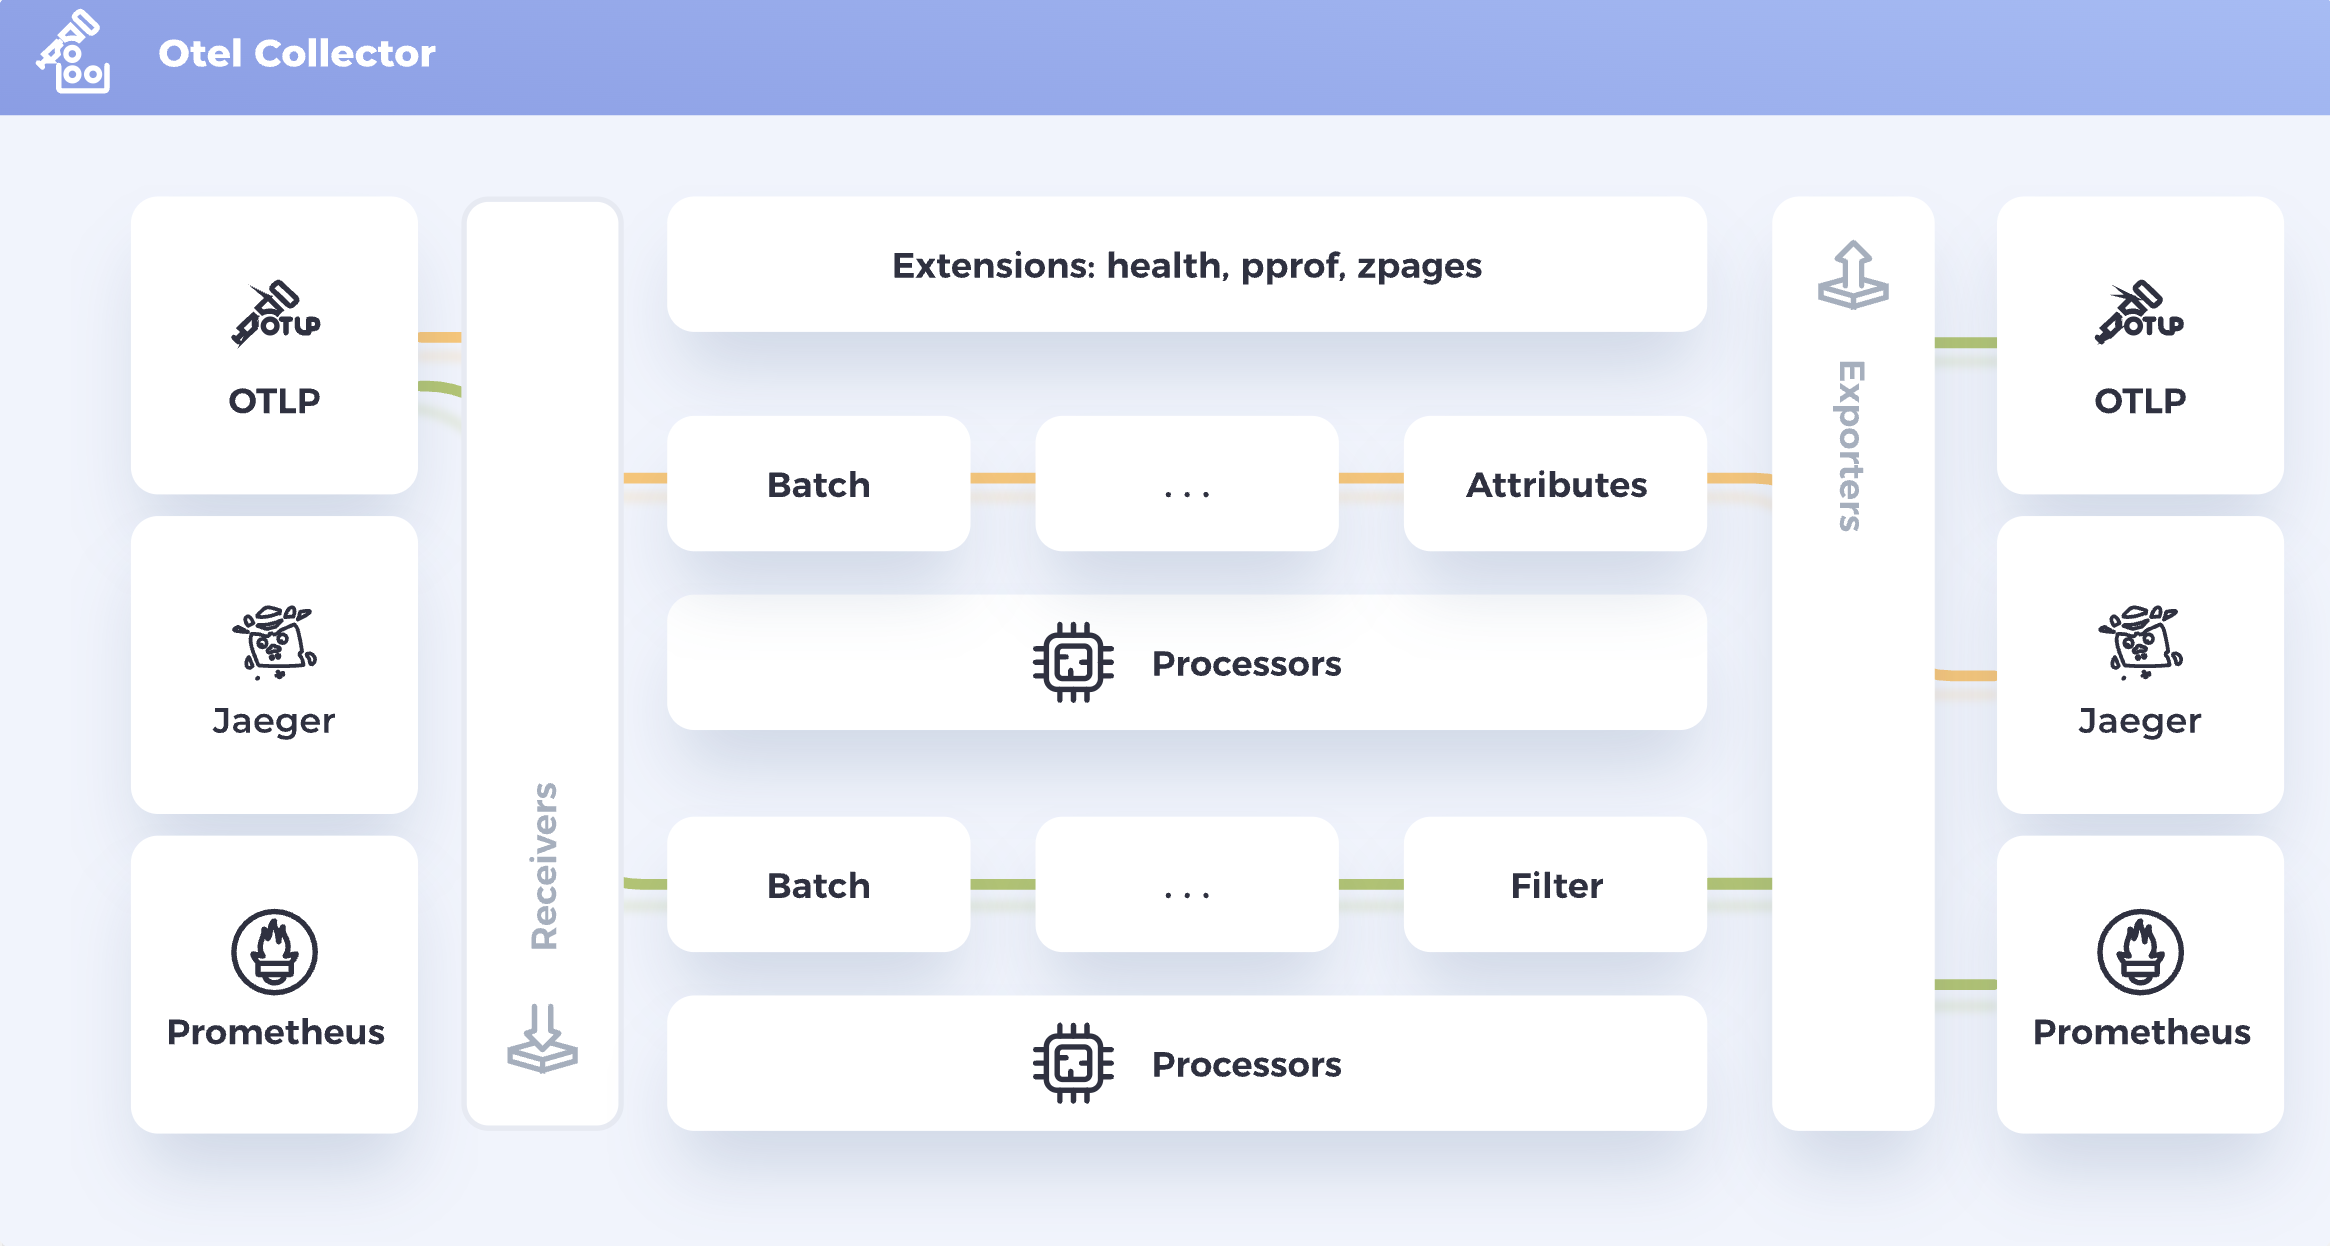 Otel Collector
OTLP
OTLP
Jaeger
Prometheus
Receivers
Extensions: health, pprof, zpages
Batch
. . .
Attributes
Processors
Batch
. . .
Filter
Processors
Exporters
OTLP
OTLP
Jaeger
Prometheus